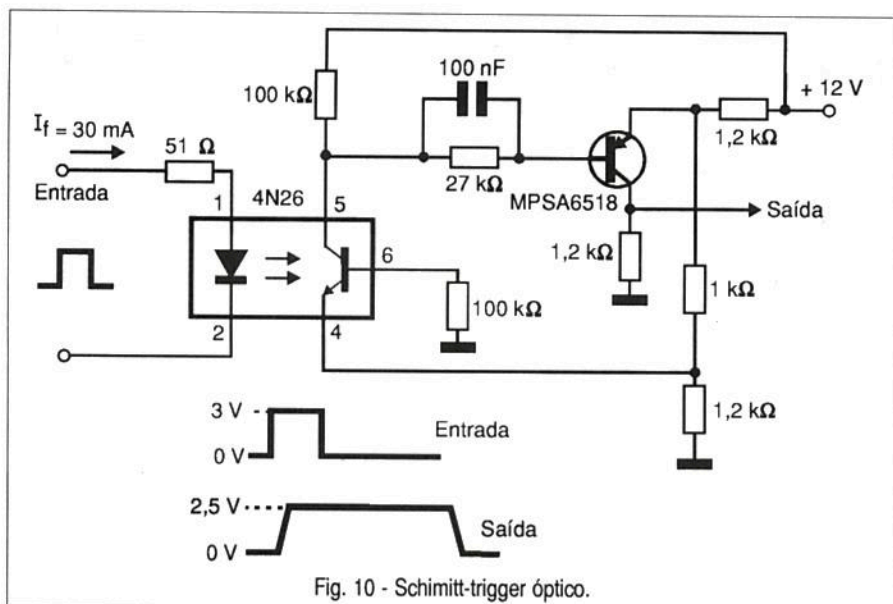 100 nF
100 kΩ
+ 12 V
If = 30 mA
51 Ω
1,2 kΩ
Entrada
27 kΩ
4N26
MPSA6518
1
5
Saída
6
1,2 kΩ
1 kΩ
100 kΩ
2
4
1,2 kΩ
3 V
Entrada
0 V
2,5 V
Saída
0 V
Fig. 10 - Schimitt-trigger óptico.